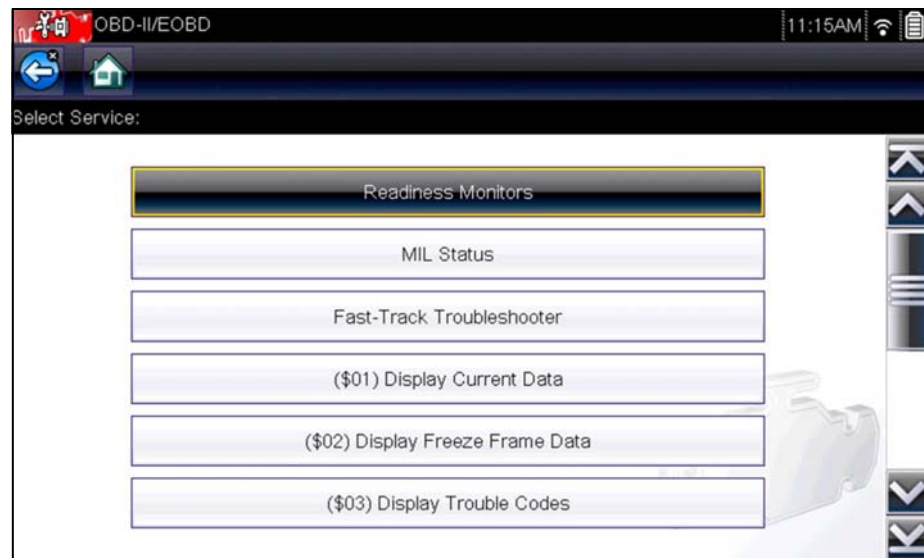 OBD-II/EOBD
11:15AM
Select Service:
Readiness Monitors
MIL Status
Fast-Track Troubleshooter
($01) Display Current Data
($02) Display Freeze Frame Data
($03) Display Trouble Codes